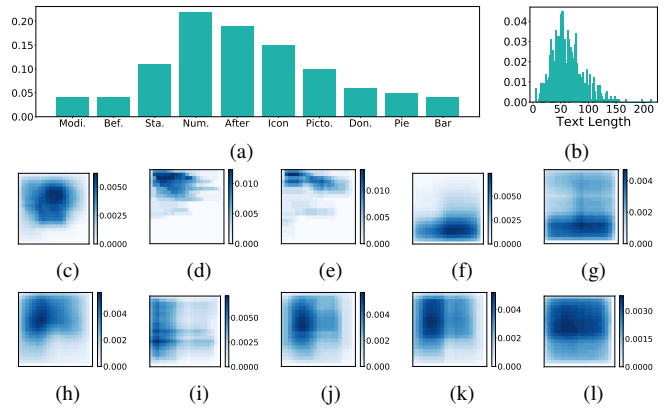 0.20
0.15
0.10
0.05
0.00
Modi. Bef. Sta. Num. After Icon Picto. Don. Pie Bar
(a)
0.04
0.03
0.02
0.01
0.00
0 50 100 150 200
Text Length
(b)
0.0050
0.0025
0.0000
(c)
0.010
0.005
0.000
(d)
0.010
0.005
0.000
(e)
0.0050
0.0025
0.0000
(f)
0.004
0.002
0.000
(g)
0.004
0.002
0.000
(h)
0.004
0.002
0.000
(i)
0.004
0.002
0.000
(j)
0.004
0.002
0.000
(k)
0.0030
0.0015
0.0000
(l)